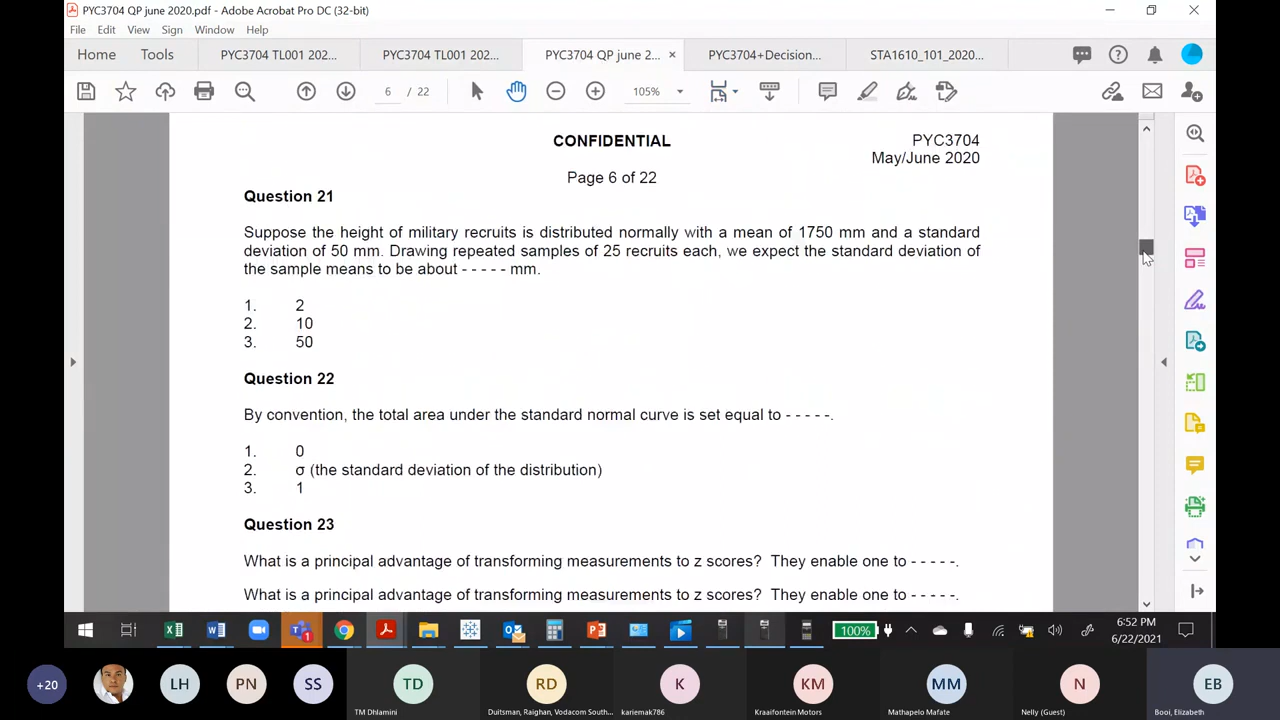 PYC3704 QP june 2020.pdf - Adobe Acrobat Pro DC (32-bit)
File Edit View Sign Window Help
Home Tools PYC3704 TL001 202... PYC3704 TL001 202... PYC3704 QP june 2... × PYC3704+Decision... STA1610_101_2020...
6 / 22 105%
CONFIDENTIAL PYC3704
May/June 2020
Page 6 of 22
Question 21
Suppose the height of military recruits is distributed normally with a mean of 1750 mm and a standard
deviation of 50 mm. Drawing repeated samples of 25 recruits each, we expect the standard deviation of
the sample means to be about - - - - - mm.
1. 2
2. 10
3. 50
Question 22
By convention, the total area under the standard normal curve is set equal to - - - - -.
1. 0
2. σ (the standard deviation of the distribution)
3. 1
Question 23
What is a principal advantage of transforming measurements to z scores? They enable one to - - - - -.
What is a principal advantage of transforming measurements to z scores? They enable one to - - - - -.
100% 6:52 PM
6/22/2021
+20 LH PN SS TD RD K KM MM N EB
TM Dhlamini Duitsman, Raighan, Vodacom South... kariemak786 Kraaifontein Motors Mathapelo Mafate Nelly (Guest) Booi, Elizabeth